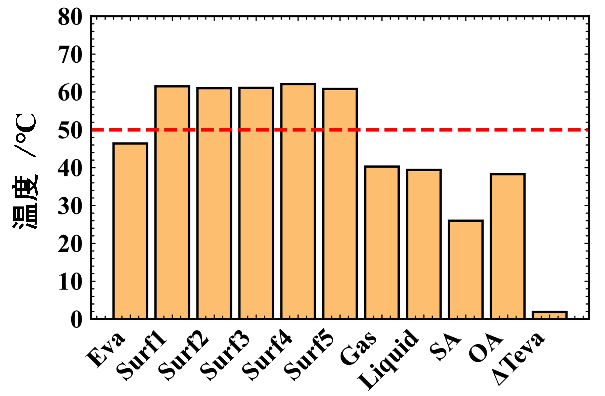 温度 /°C
80
70
60
50
40
30
20
10
0
Eva
Surf1
Surf2
Surf3
Surf4
Surf5
Gas
Liquid
SA
OA
ΔTeva